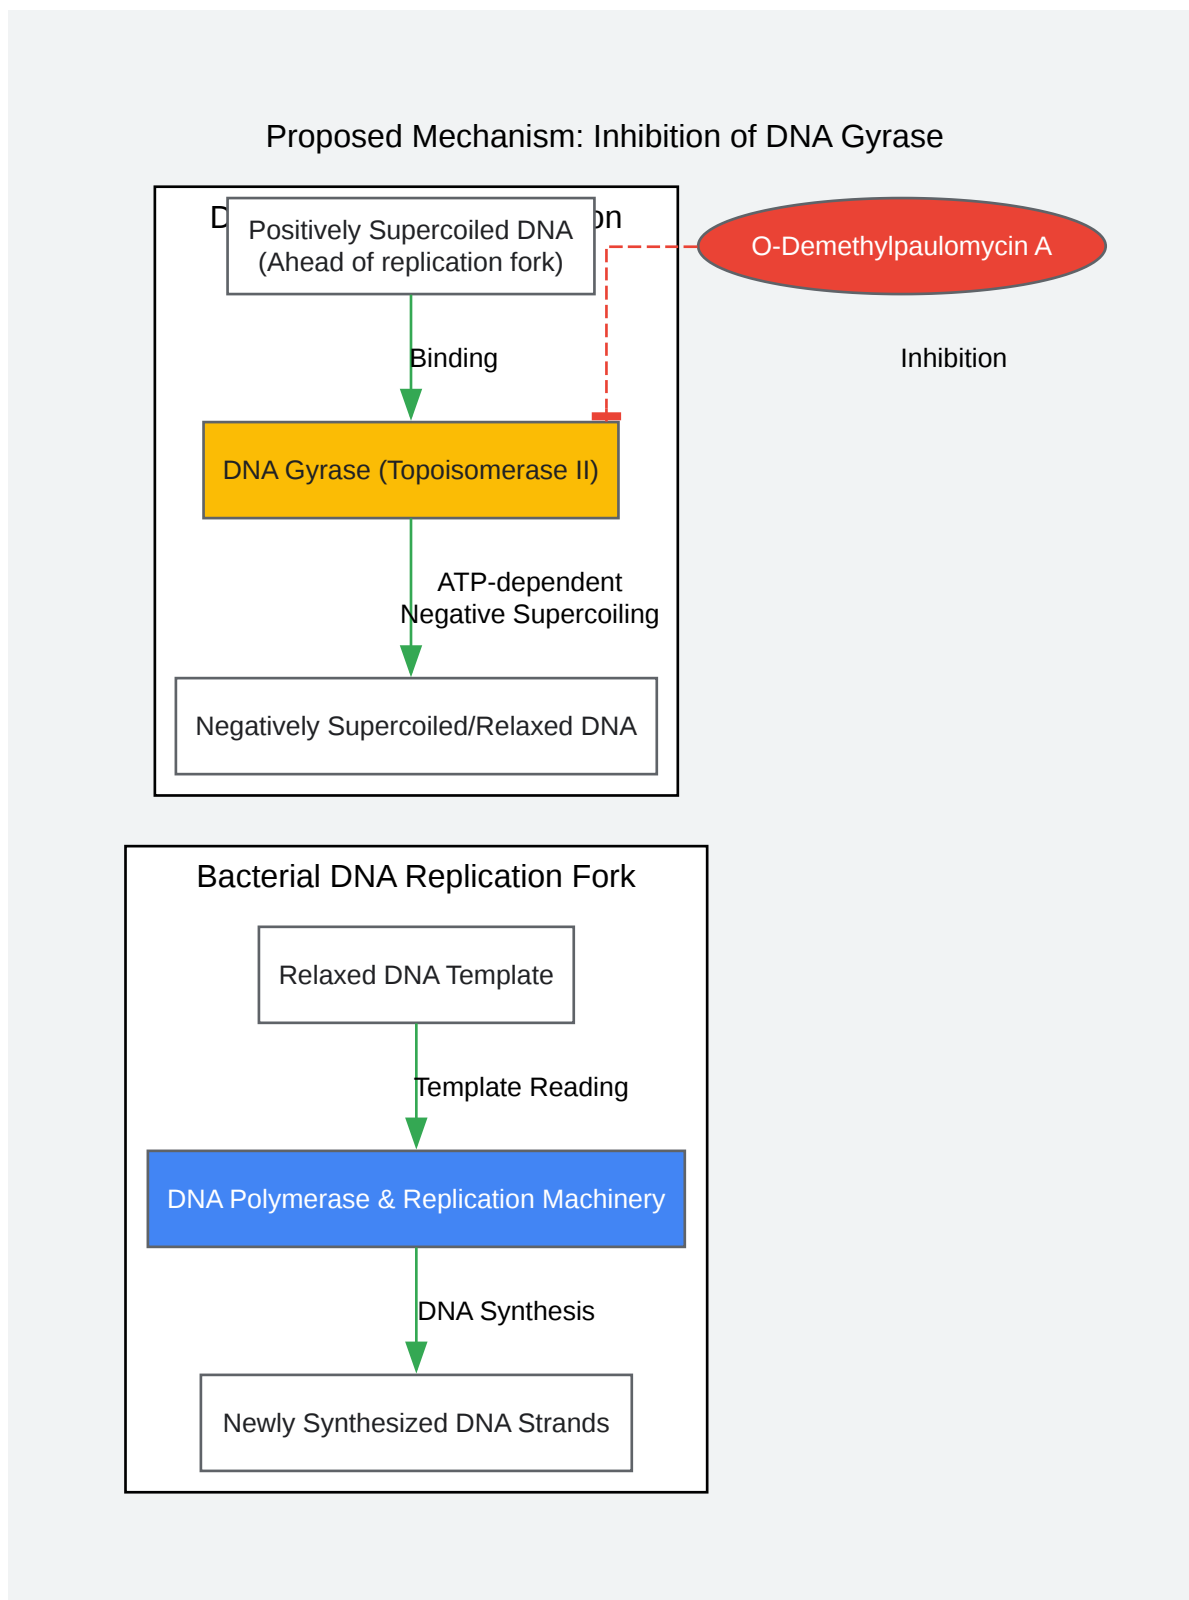 Proposed Mechanism: Inhibition of DNA Gyrase
Positively Supercoiled DNA
(Ahead of replication fork)
O-Demethylpaulomycin A
Binding
Inhibition
DNA Gyrase (Topoisomerase II)
ATP-dependent
Negative Supercoiling
Negatively Supercoiled/Relaxed DNA
Bacterial DNA Replication Fork
Relaxed DNA Template
Template Reading
DNA Polymerase & Replication Machinery
DNA Synthesis
Newly Synthesized DNA Strands